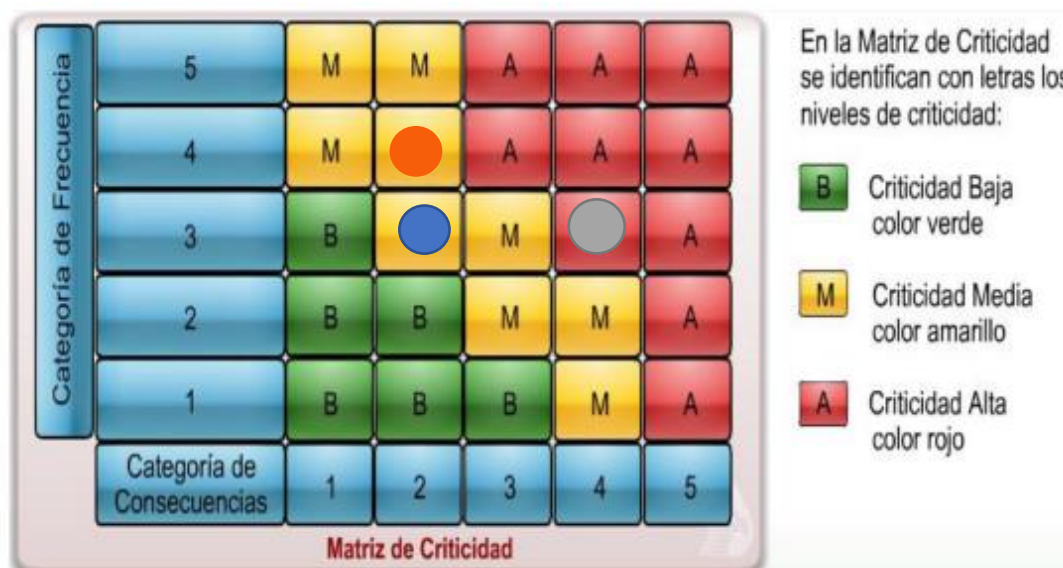 Categoría de Frecuencia
5 M M A A A
4 M A A A
3 B M A
2 B B M M A
1 B B B M A
Categoría de
Consecuencias
1 2 3 4 5
Matriz de Criticidad
En la Matriz de Criticidad
se identifican con letras los
niveles de criticidad:
B Criticidad Baja
color verde
M Criticidad Media
color amarillo
A Criticidad Alta
color rojo